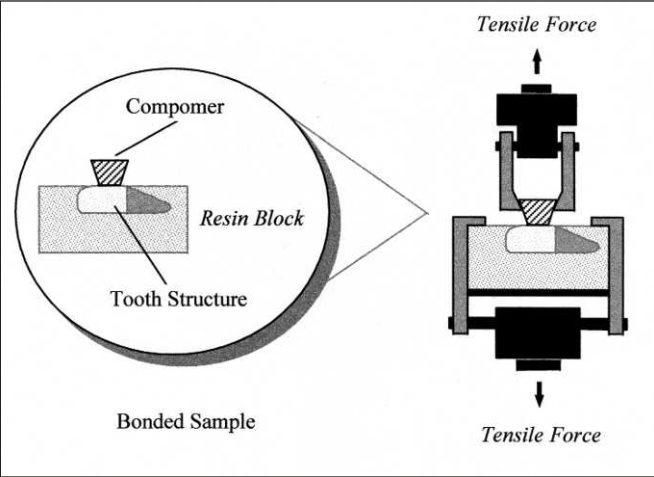 Tensile Force
Compomer
Resin Block
Tooth Structure
Bonded Sample
Tensile Force